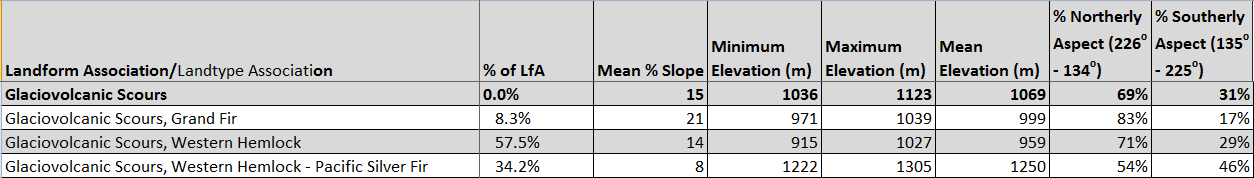 Landform Association/Landtype Association % of LfA Mean % Slope Minimum Elevation (m) Maximum Elevation (m) Mean Elevation (m) % Northerly Aspect (226° - 134°) % Southerly Aspect (135° - 225°)
Glaciovolcanic Scours 0.0% 15 1036 1123 1069 69% 31%
Glaciovolcanic Scours, Grand Fir 8.3% 21 971 1039 999 83% 17%
Glaciovolcanic Scours, Western Hemlock 57.5% 14 915 1027 959 71% 29%
Glaciovolcanic Scours, Western Hemlock - Pacific Silver Fir 34.2% 8 1222 1305 1250 54% 46%